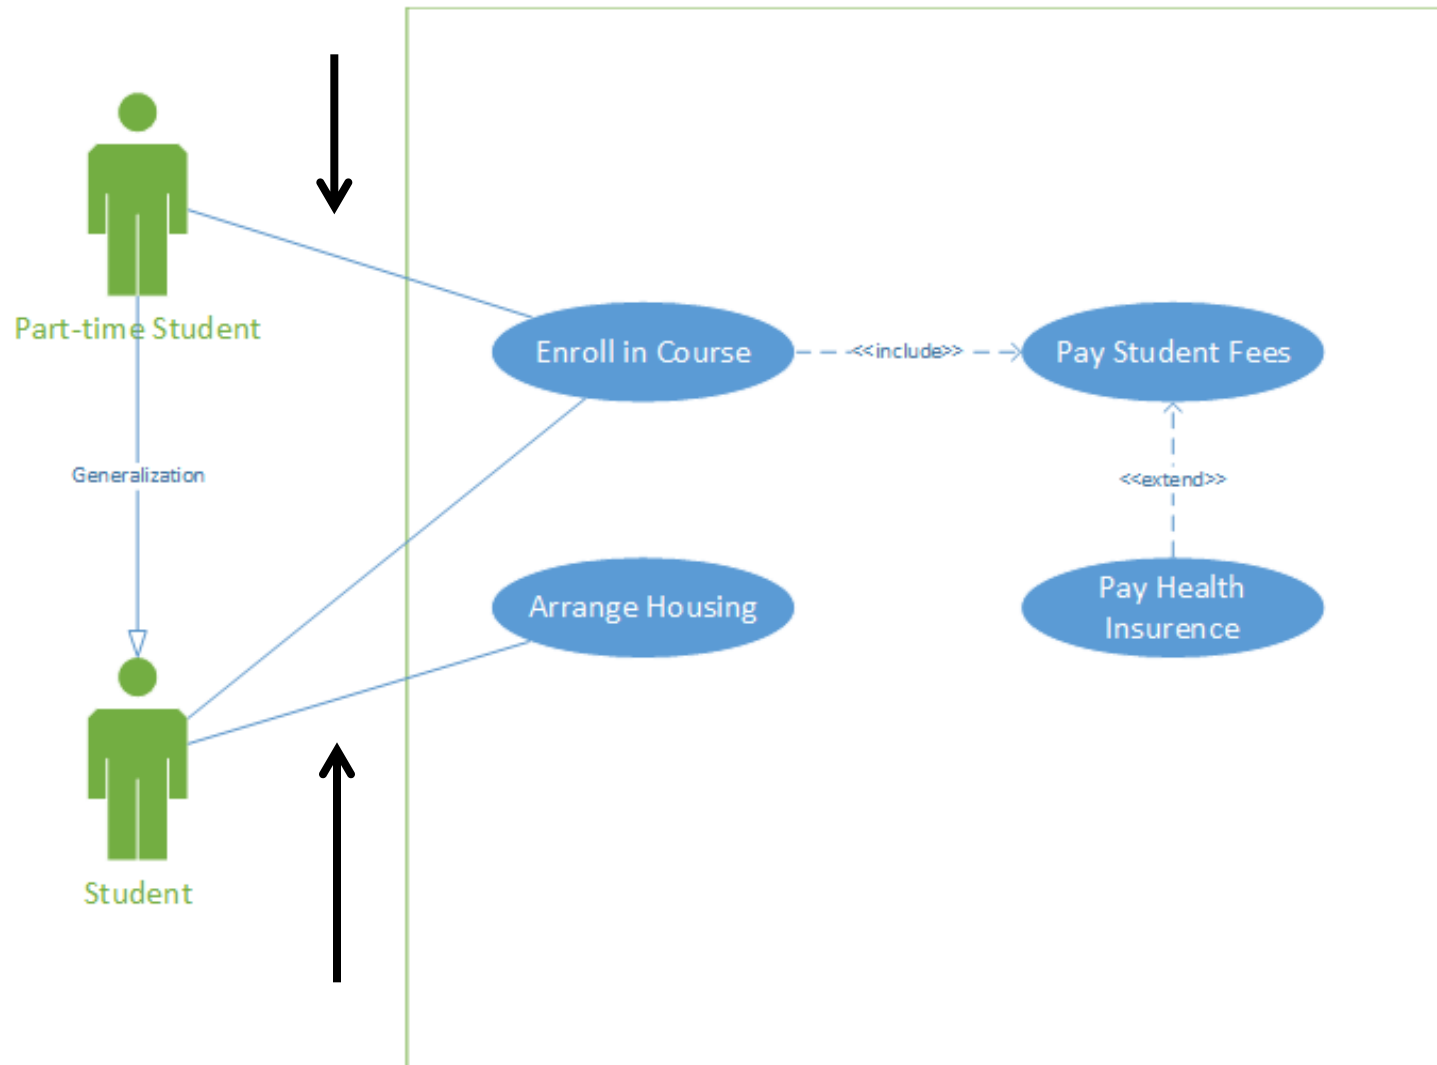 Part-time Student
Enroll in Course
<<include>>
Pay Student Fees
Generalization
<<extend>>
Arrange Housing
Pay Health
Insurence
Student